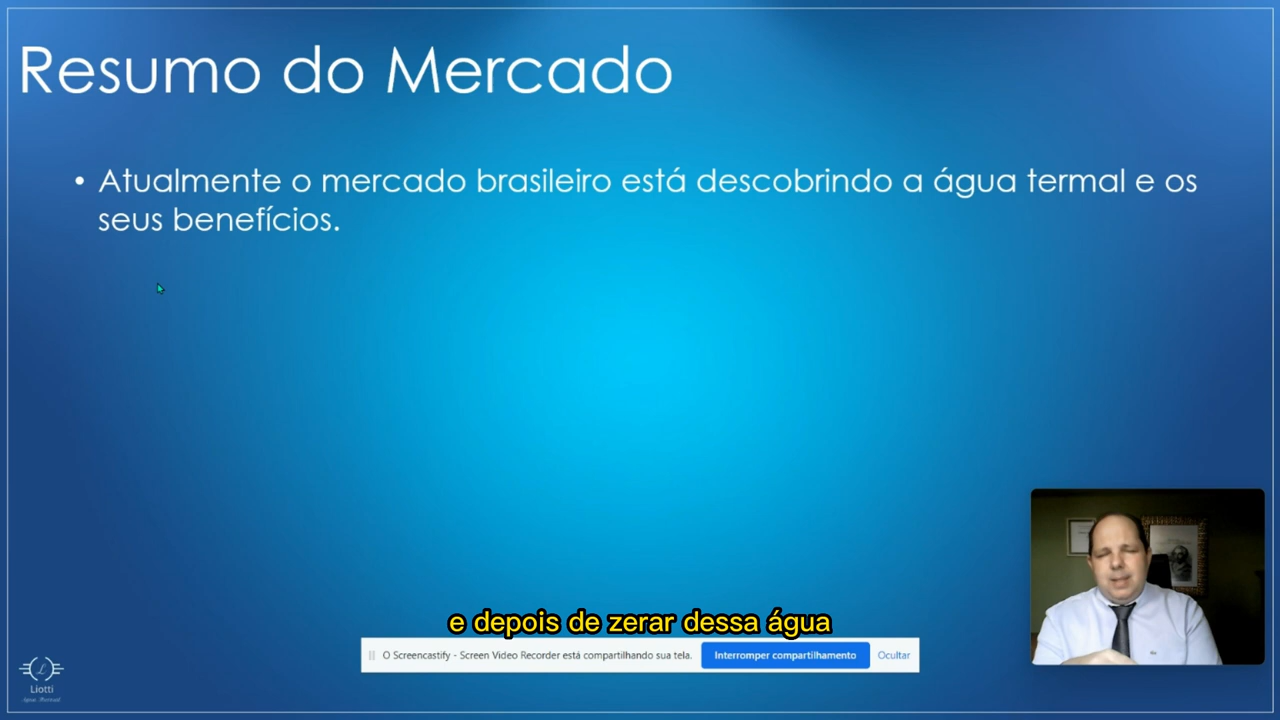 Resumo do Mercado
• Atualmente o mercado brasileiro está descobrindo a água termal e os
seus benefícios.
e depois de zerar dessa água
O Screencastify - Screen Video Recorder está compartilhando sua tela. Interromper compartilhamento Ocultar
Liotti